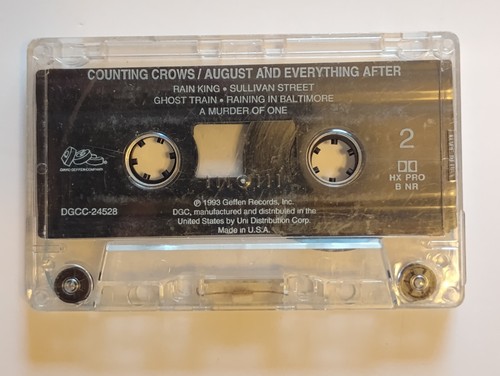 COUNTING CROWS / AUGUST AND EVERYTHING AFTER
RAIN KING • SULLIVAN STREET
GHOST TRAIN • RAINING IN BALTIMORE
A MURDER OF ONE
2
HX PRO
B NR
DGCC-24528
℗ 1993 Geffen Records, Inc.
DGC, manufactured and distributed in the
United States by Uni Distribution Corp.
Made in U.S.A.